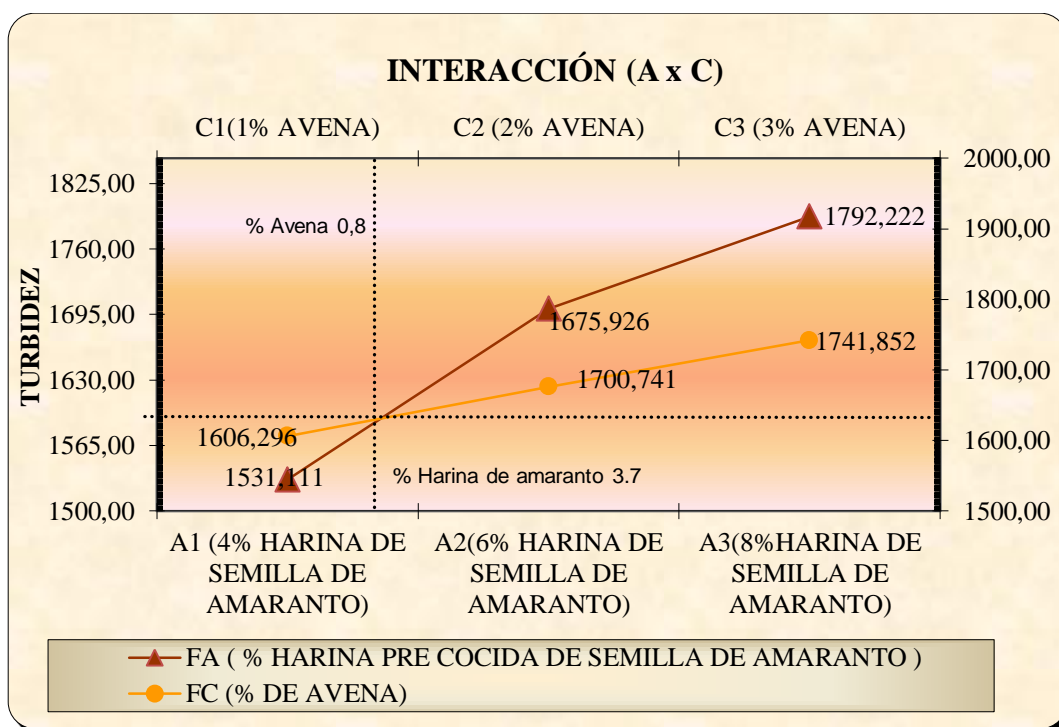 INTERACCIÓN (A x C)
C1(1% AVENA)
C2 (2% AVENA)
C3 (3% AVENA)
TURBIDEZ
1825,00
1760,00
1695,00
1630,00
1565,00
1500,00
2000,00
1900,00
1800,00
1700,00
1600,00
1500,00
% Avena 0,8
1792,222
1675,926
1741,852
1700,741
1606,296
1531,111
% Harina de amaranto 3.7
A1 (4% HARINA DE
SEMILLA DE
AMARANTO)
A2(6% HARINA DE
SEMILLA DE
AMARANTO)
A3(8%HARINA DE
SEMILLA DE
AMARANTO)
FA ( % HARINA PRE COCIDA DE SEMILLA DE AMARANTO )
FC (% DE AVENA)